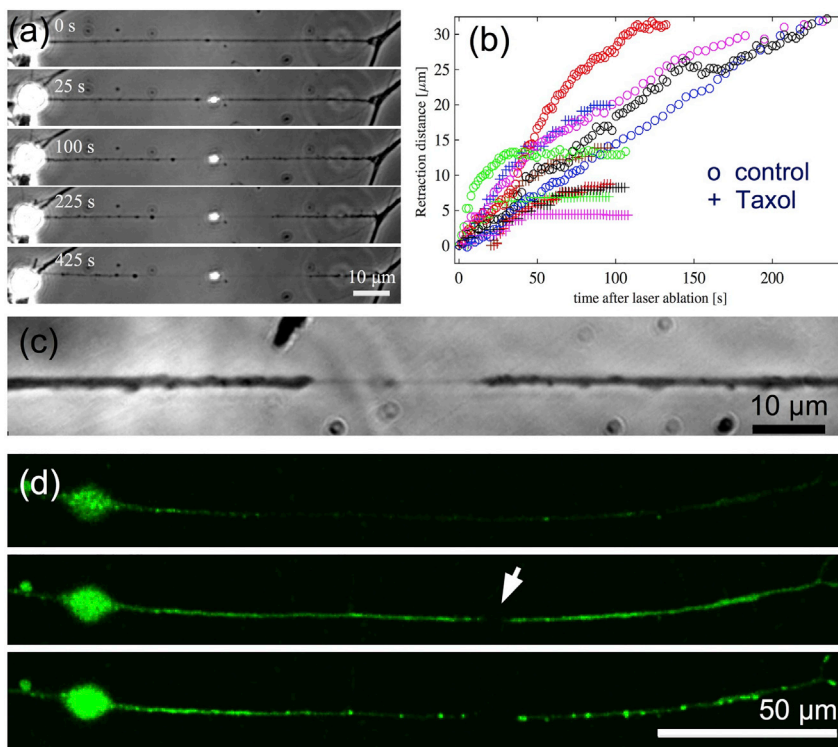 (a)
0 s
25 s
100 s
225 s
425 s
10 μm
(b)
Retraction distance [μm]
35
30
25
20
15
10
5
0
o control
+ Taxol
0 50 100 150 200
time after laser ablation [s]
(c)
10 μm
(d)
50 μm